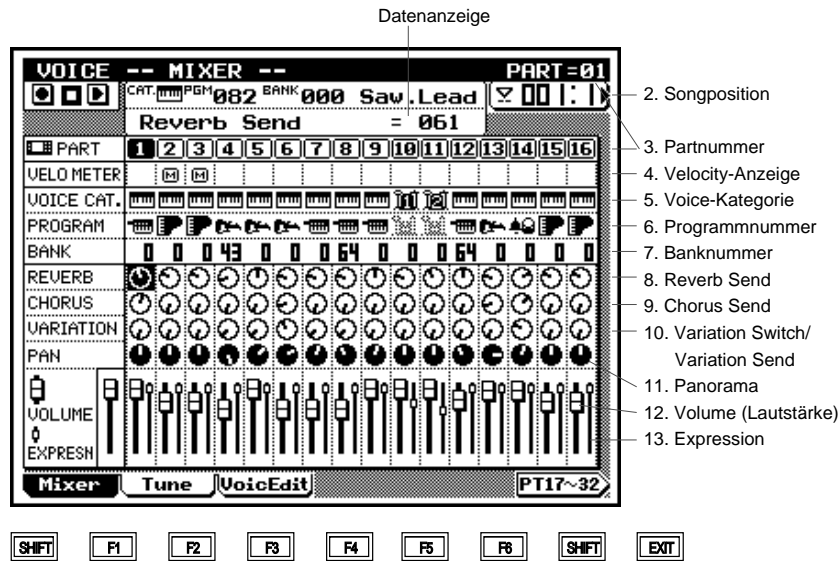 Datenanzeige
VOICE -- MIXER -- PART=01
CAT. PGM 082 BANK 000 Saw.Lead 001:1
Reverb Send = 061
PART 1 2 3 4 5 6 7 8 9 10 11 12 13 14 15 16
VELO METER M M
VOICE CAT. 1 2
PROGRAM
BANK 0 0 0 43 0 0 0 64 0 0 0 64 0 0 0 0
REVERB
CHORUS
VARIATION
PAN
VOLUME
EXPRESN
Mixer Tune VoicEdit PT17~32
2. Songposition
3. Partnummer
4. Velocity-Anzeige
5. Voice-Kategorie
6. Programmnummer
7. Banknummer
8. Reverb Send
9. Chorus Send
10. Variation Switch/
Variation Send
11. Panorama
12. Volume (Lautstärke)
13. Expression
SHIFT F1 F2 F3 F4 F5 F6 SHIFT EXIT